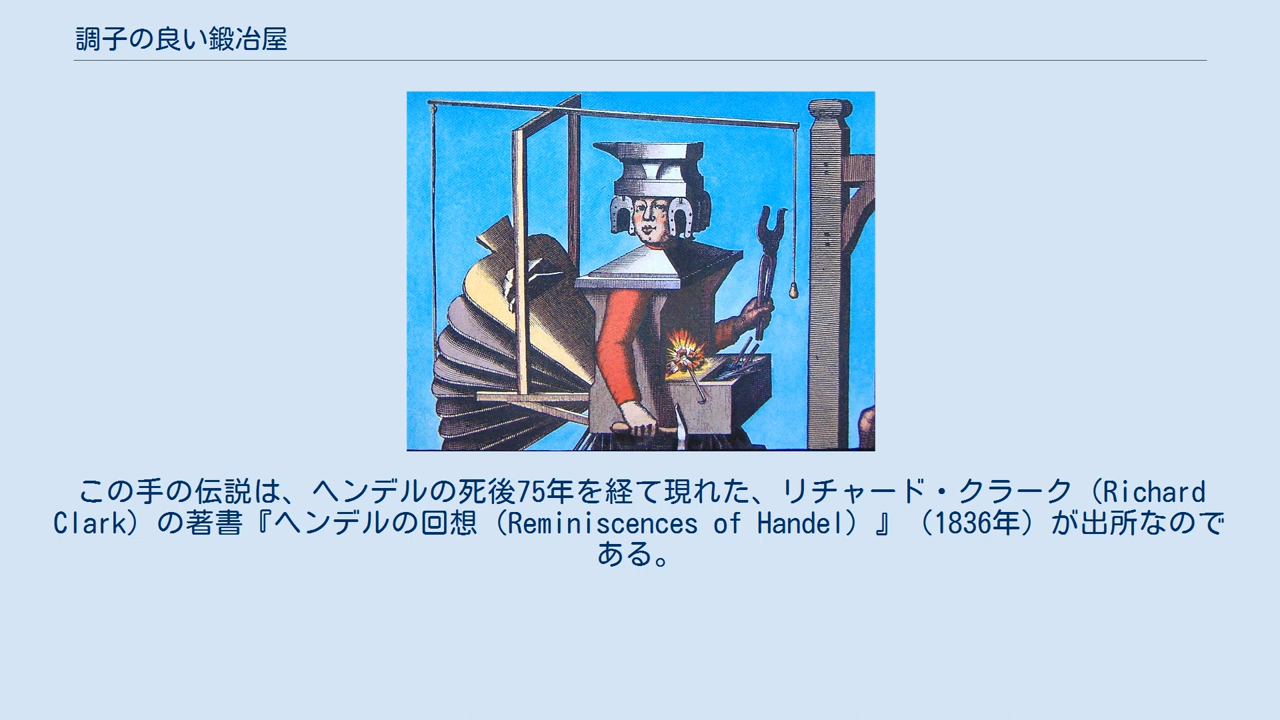 調子の良い鍛冶屋
この手の伝説は、ヘンデルの死後75年を経て現れた、リチャード・クラーク（Richard
Clark）の著書『ヘンデルの回想（Reminiscences of Handel）』（1836年）が出所なので
ある。